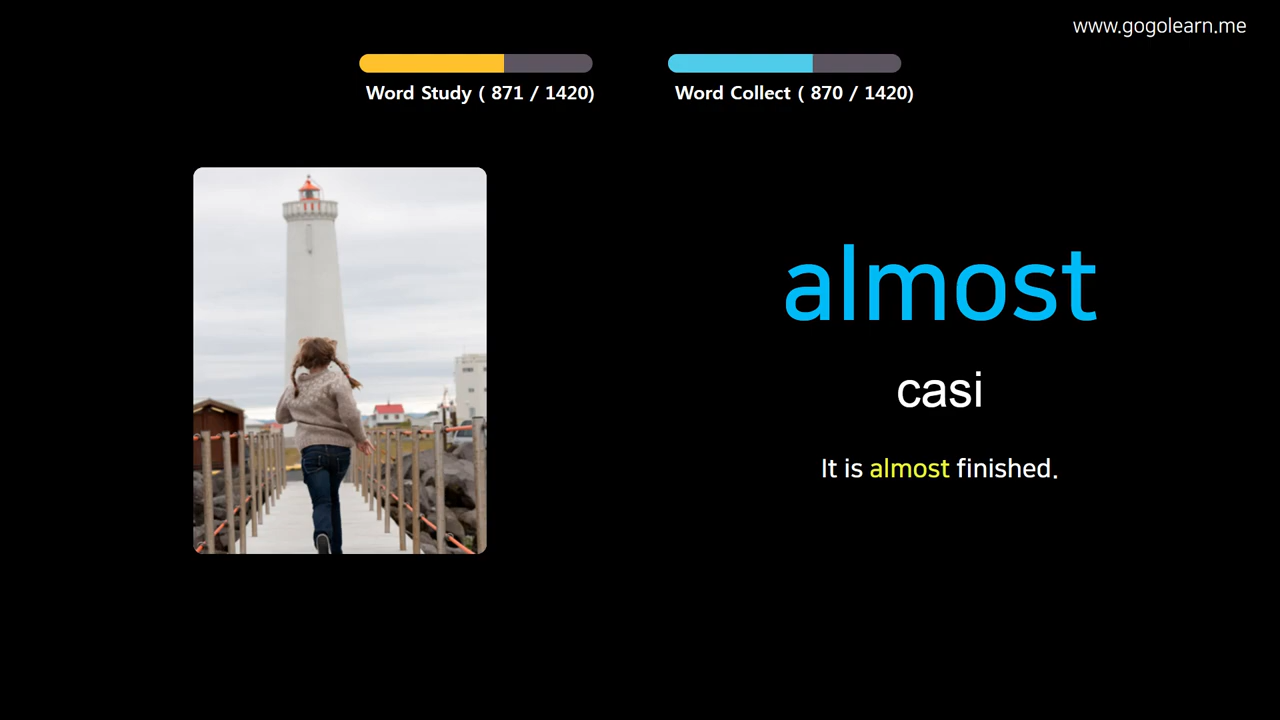 www.gogolearn.me
Word Study ( 871 / 1420)
Word Collect ( 870 / 1420)
almost
casi
It is almost finished.